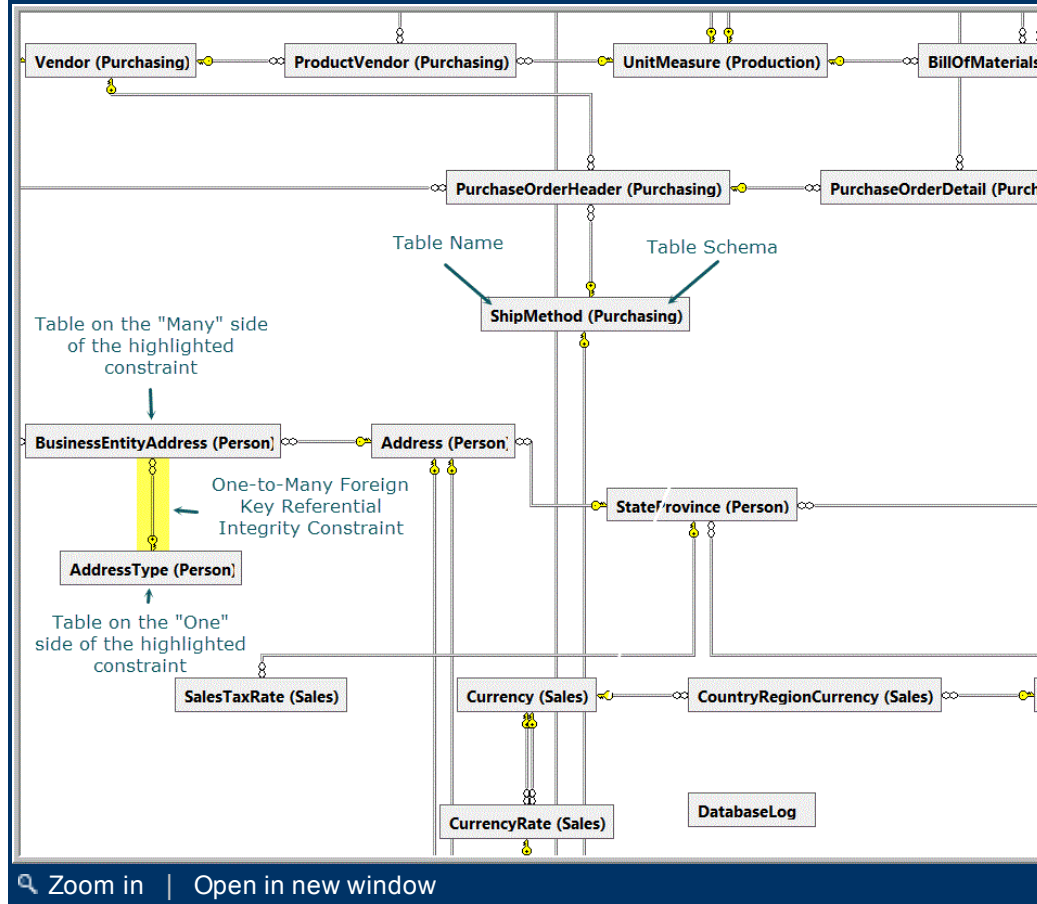 Vendor (Purchasing)
ProductVendor (Purchasing)
UnitMeasure (Production)
BillOfMaterials
PurchaseOrderHeader (Purchasing)
PurchaseOrderDetail (Purch
Table Name
Table Schema
ShipMethod (Purchasing)
Table on the "Many" side
of the highlighted
constraint
BusinessEntityAddress (Person)
Address (Person)
One-to-Many Foreign
Key Referential
Integrity Constraint
StateProvince (Person)
AddressType (Person)
Table on the "One"
side of the highlighted
constraint
SalesTaxRate (Sales)
Currency (Sales)
CountryRegionCurrency (Sales)
CurrencyRate (Sales)
DatabaseLog
Zoom in | Open in new window